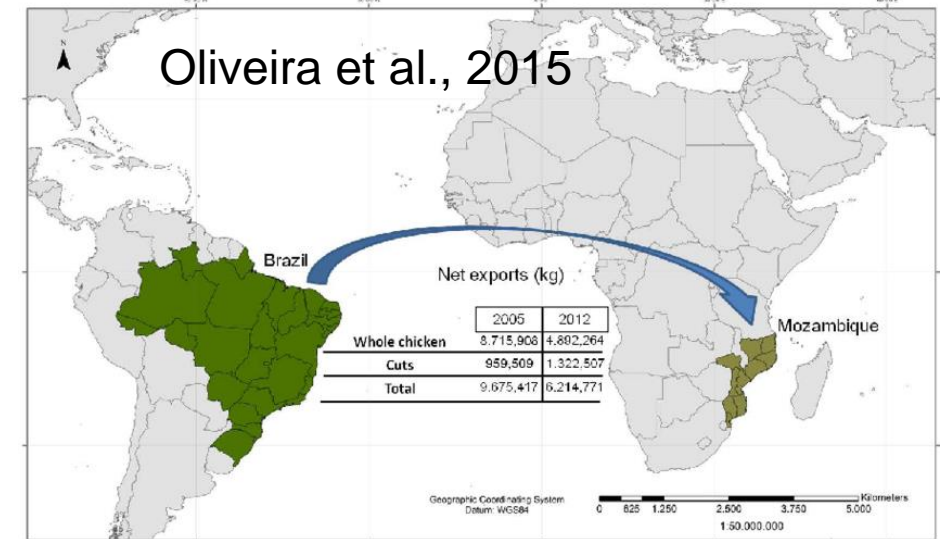 N
Oliveira et al., 2015
Brazil
Net exports (kg)
2005 2012
Mozambique
Whole chicken 8.715,908 4.892,264
Cuts 959,509 1.322,507
Total 9.675,417 6.214,771
Geographic Coordinating System
Datum: WGS84
Kilometers
0 625 1.250 2.500 3.750 5.000
1:50.000.000